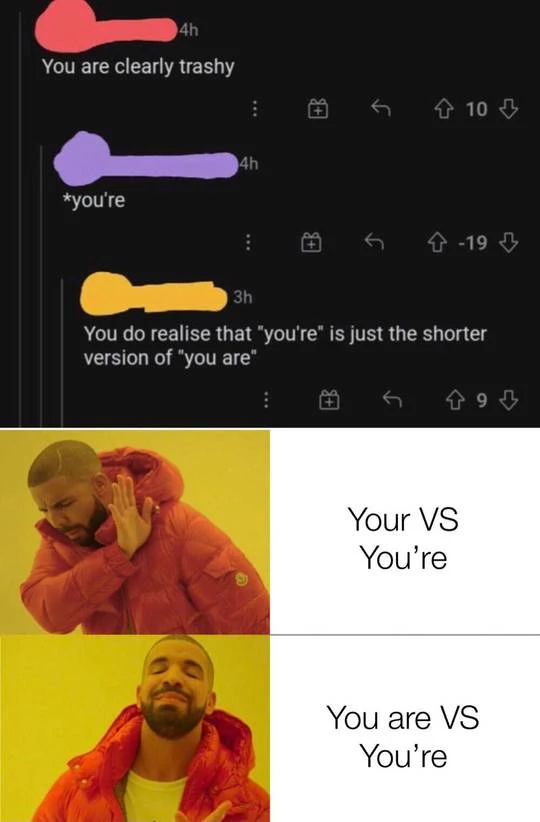 4h
You are clearly trashy
10
4h
*you're
-19
3h
You do realise that "you're" is just the shorter
version of "you are"
9
Your VS
You’re
You are VS
You’re